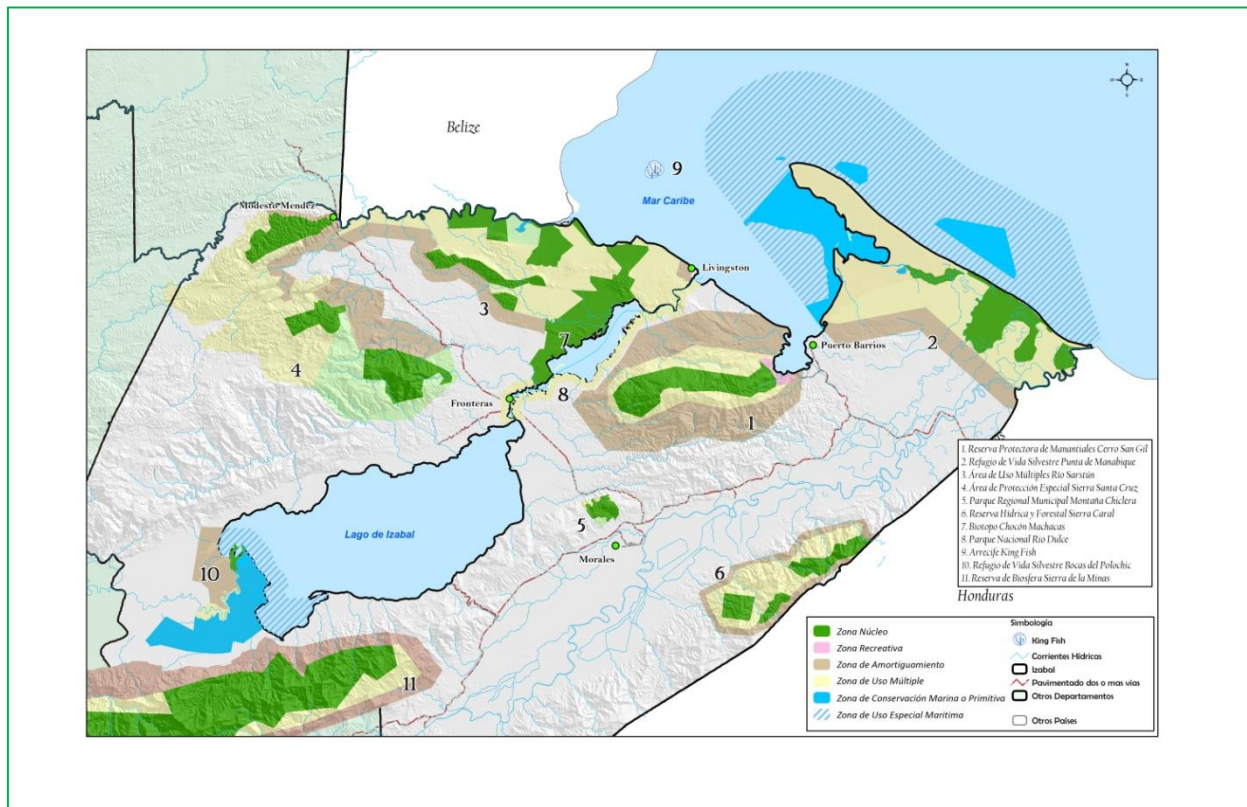 N
Belize
9
Mar Caribe
Modesto Mendez
Livingston
3
7
Puerto Barrios
2
4
Fronteras
8
1
1. Reserva Protectora de Manantiales Cerro San Gil
2. Refugio de Vida Silvestre Punta de Manabique
3. Área de Uso Múltiples Río Sarstún
4. Área de Protección Especial Sierra Santa Cruz
5. Parque Regional Municipal Montaña Chiclera
6. Reserva Hídrica y Forestal Sierra Caral
7. Biotopo Chocón Machacas
8. Parque Nacional Río Dulce
9. Arrecife King Fish
10. Refugio de Vida Silvestre Bocas del Polochic
11. Reserva de Biosfera Sierra de la Minas
5
Lago de Izabal
Morales
10
6
Honduras
11
Zona Núcleo
Zona Recreativa
Zona de Amortiguamiento
Zona de Uso Múltiple
Zona de Conservación Marina o Primitiva
Zona de Uso Especial Marítima
Simbología
King Fish
Corrientes Hídricas
Izabal
Pavimentado dos o mas vias
Otros Departamentos
Otros Países